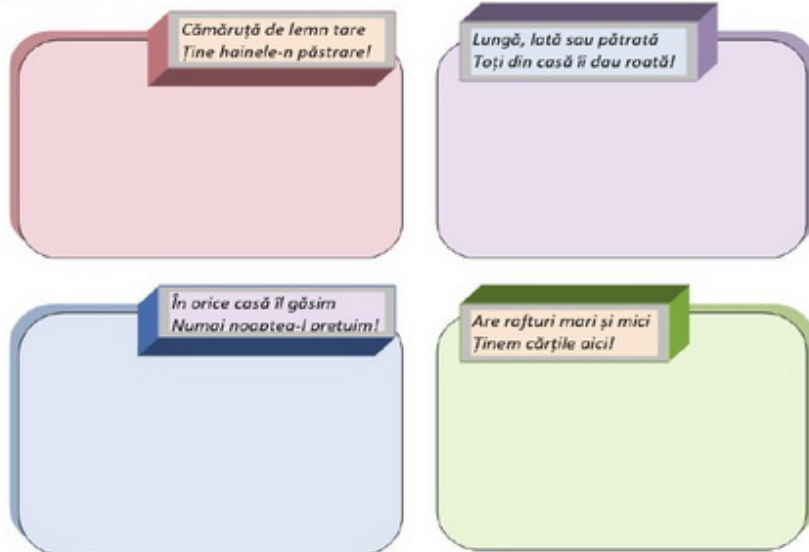 Cămăruță de lemn tare
Ține hainele-n păstrare!
Lungă, lată sau pătrată
Toți din casă îi dau roată!
În orice casă îl găsim
Numai noaptea-l prețuim!
Are rafturi mari și mici
Ținem cărțile aici!